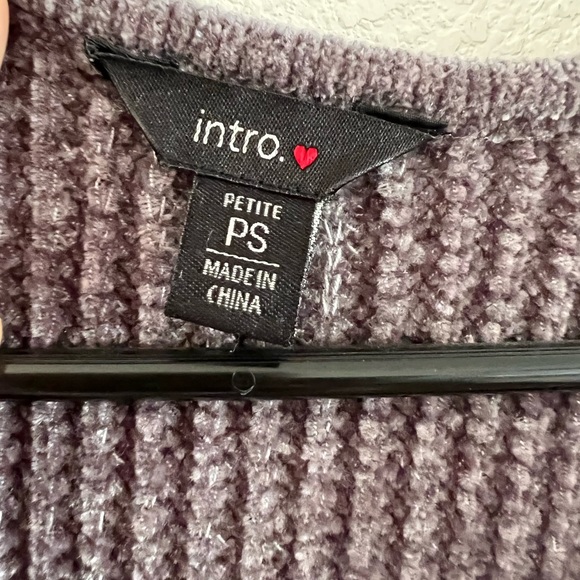 intro.
PETITE
PS
MADE IN
CHINA